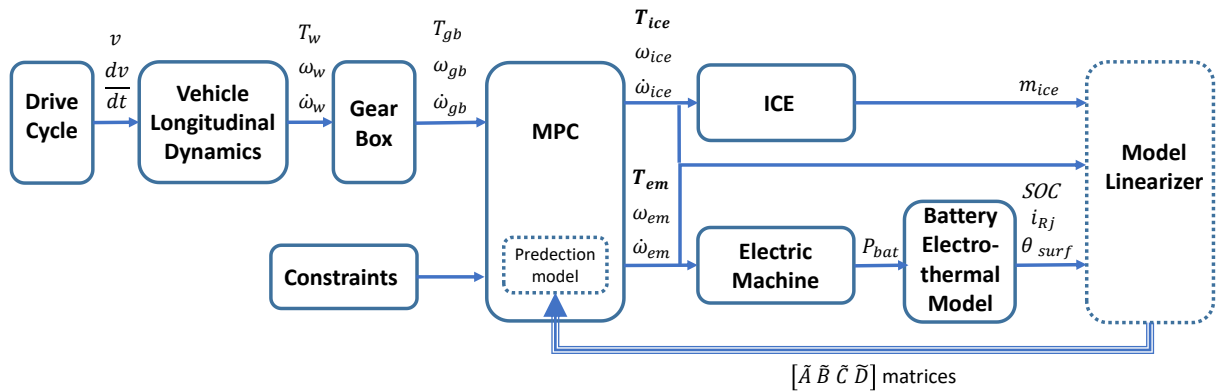 Drive
Cycle
v
dv
dt
Vehicle
Longitudinal
Dynamics
T_w
ω_w
ω̇_w
Gear
Box
T_gb
ω_gb
ω̇_gb
MPC
Predection
model
Constraints
T_ice
ω_ice
ω̇_ice
ICE
m_ice
T_em
ω_em
ω̇_em
Electric
Machine
P_bat
Battery
Electro-
thermal
Model
SOC
i_Rj
θ_surf
Model
Linearizer
[Ã B̃ C̃ D̃] matrices